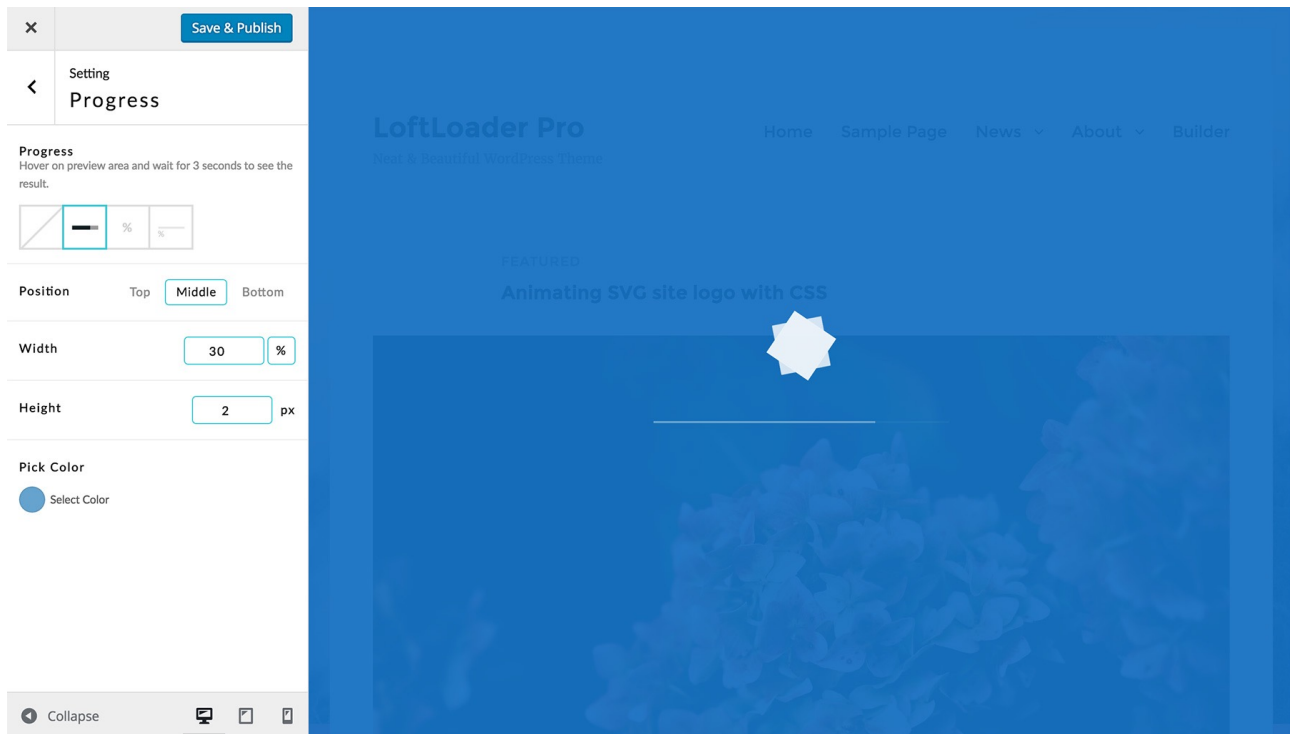 Save & Publish
Setting
Progress
Progress
Hover on preview area and wait for 3 seconds to see the
result.
%
%
Position Top Middle Bottom
Width 30 %
Height 2 px
Pick Color
Select Color
Collapse
LoftLoader Pro
Neat & Beautiful WordPress Theme
Home Sample Page News About Builder
FEATURED
Animating SVG site logo with CSS